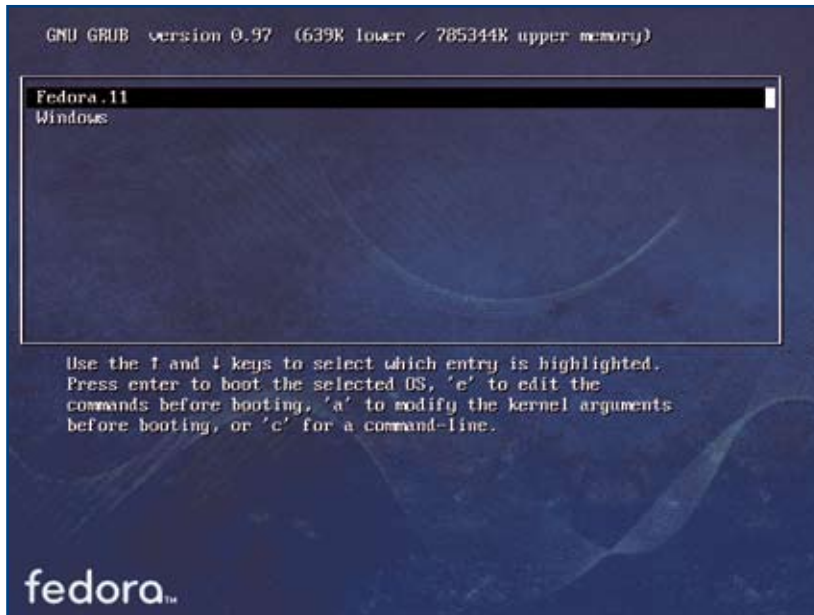 GNU GRUB version 0.97 (639K lower / 785344K upper memory)
Fedora.11
Windows
Use the ↑ and ↓ keys to select which entry is highlighted.
Press enter to boot the selected OS, 'e' to edit the
commands before booting, 'a' to modify the kernel arguments
before booting, or 'c' for a command-line.
fedora™